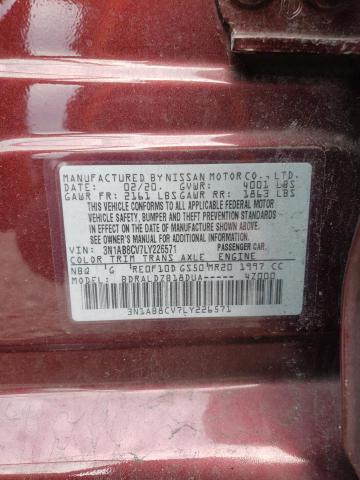 MANUFACTURED BY NISSAN MOTOR CO., LTD.
DATE: 02/20. GVWR: 4001 LBS
GAWR FR: 2161 LBS GAWR RR: 1863 LBS
THIS VEHICLE CONFORMS TO ALL APPLICABLE FEDERAL MOTOR
VEHICLE SAFETY, BUMPER AND THEFT PREVENTION STANDARDS
IN EFFECT ON THE DATE OF MANUFACTURE SHOWN ABOVE.
*SEE OWNER'S MANUAL*
VIN: 3N1AB8CV7LY226571 PASSENGER CAR.
COLOR TRIM TRANS AXLE ENGINE
NBQ G RE0F10D GS50 MR20 1997 CC
MODEL: BDRALDZB18DUA----- 4Z000
3N1AB8CV7LY226571